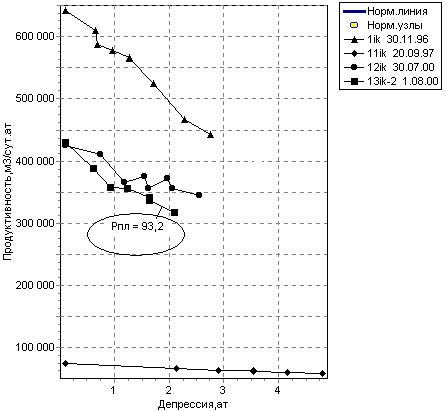 Норм.линия
Норм.узлы
1ik 30.11.96
11ik 20.09.97
12ik 30.07.00
13ik-2 1.08.00
Продуктивность,м3/сут.ат
600 000
500 000
400 000
300 000
200 000
100 000
Рпл = 93,2
1 2 3 4
Депрессия,ат